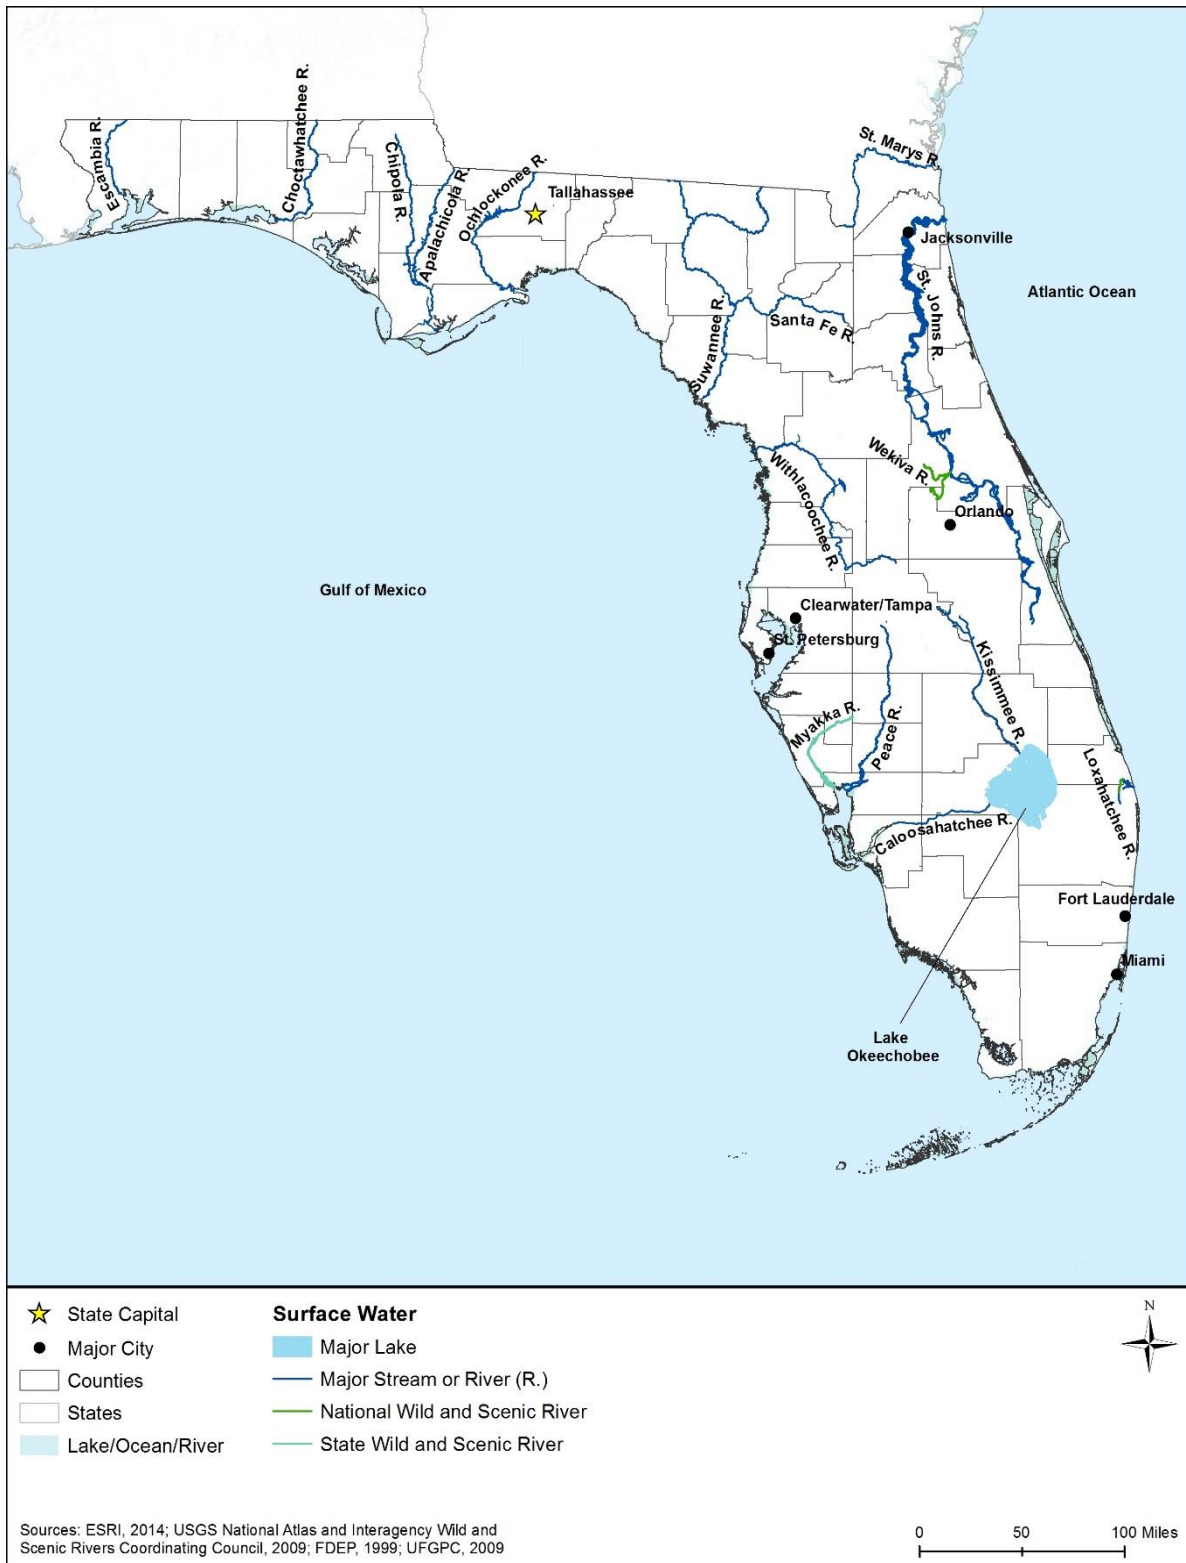 Escambia R.
Choctawhatchee R.
Chipola R.
Apalachicola R.
Ochlockonee R.
Tallahassee
St. Marys R.
Jacksonville
St. Johns R.
Atlantic Ocean
Suwannee R.
Santa Fe R.
Withlacoochee R.
Wekiva R.
Orlando
Gulf of Mexico
Clearwater/Tampa
St. Petersburg
Kissimmee R.
Myakka R.
Peace R.
Loxahatchee R.
Caloosahatchee R.
Fort Lauderdale
Miami
Lake
Okeechobee
State Capital
Major City
Counties
States
Lake/Ocean/River
Surface Water
Major Lake
Major Stream or River (R.)
National Wild and Scenic River
State Wild and Scenic River
N
Sources: ESRI, 2014; USGS National Atlas and Interagency Wild and
Scenic Rivers Coordinating Council, 2009; FDEP, 1999; UFGPC, 2009
0 50 100 Miles